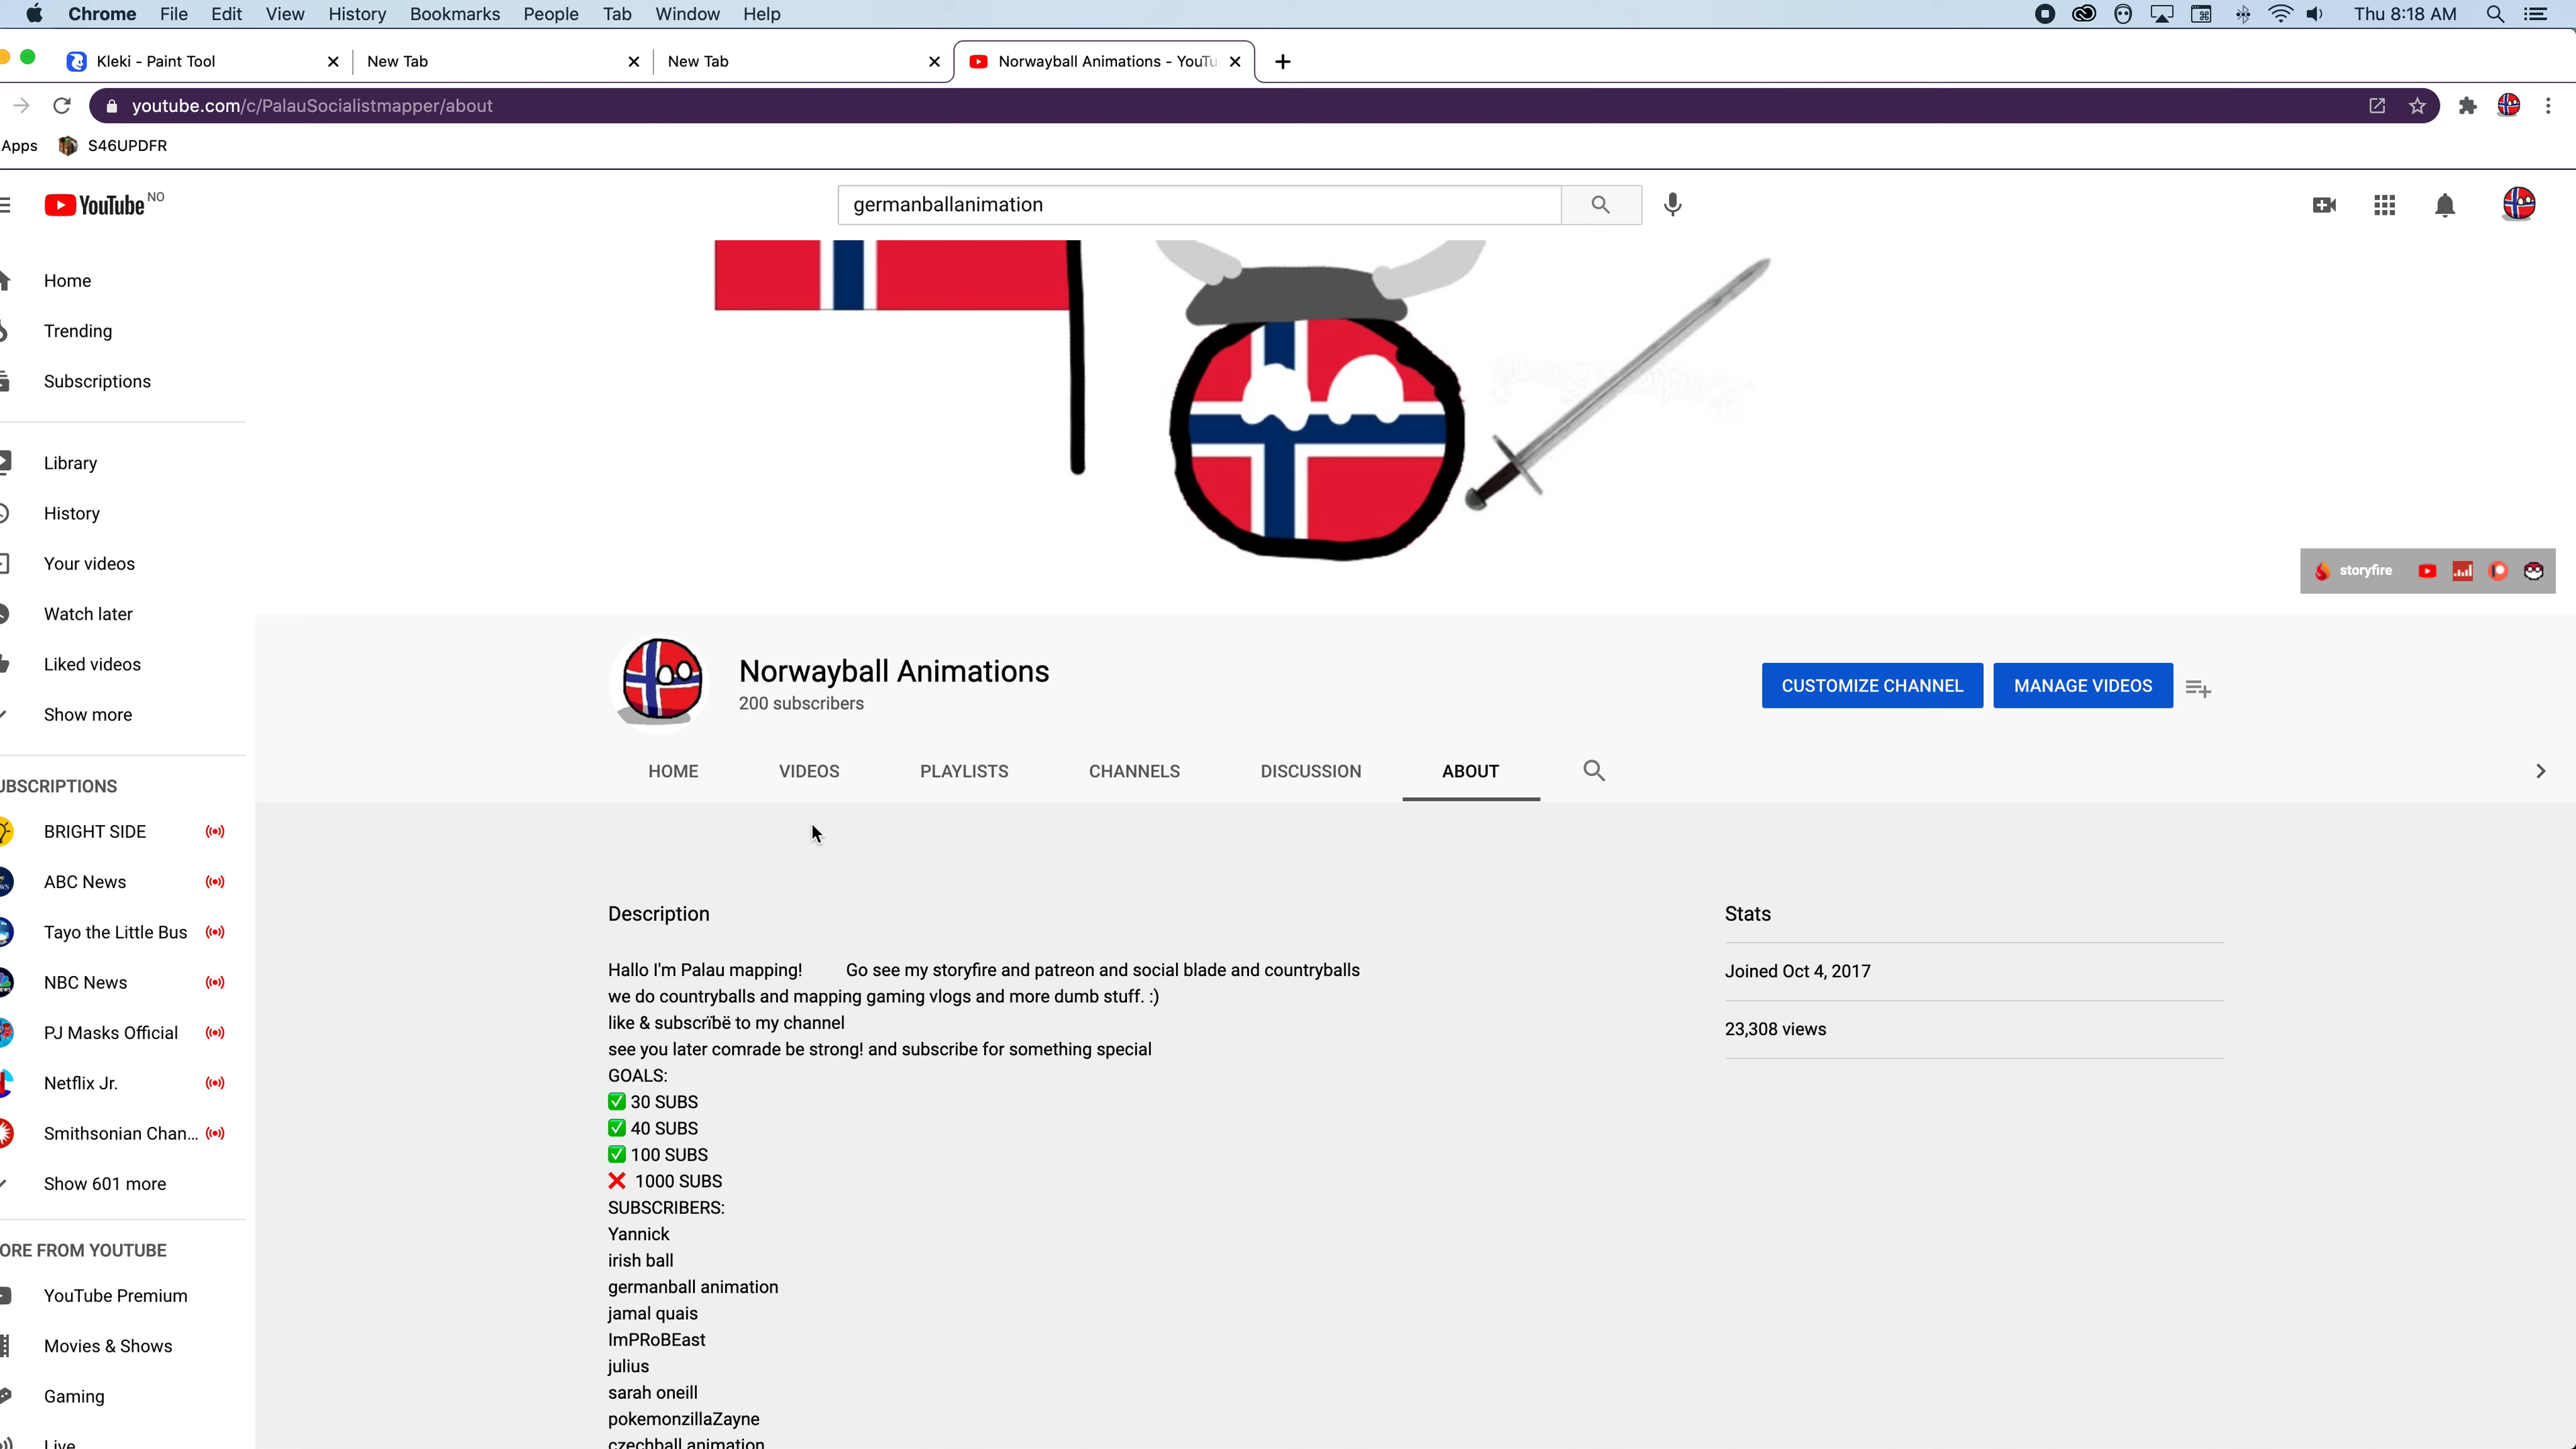 Chrome File Edit View History Bookmarks People Tab Window Help Thu 8:18 AM
Kleki - Paint Tool New Tab New Tab Norwayball Animations - YouTu
youtube.com/c/PalauSocialistmapper/about
Apps S46UPDFR
YouTube NO germanballanimation
Home
Trending
Subscriptions
Library
History
Your videos
Watch later
Liked videos
Show more
UBSCRIPTIONS
BRIGHT SIDE
ABC News
Tayo the Little Bus
NBC News
PJ Masks Official
Netflix Jr.
Smithsonian Chan...
Show 601 more
ORE FROM YOUTUBE
YouTube Premium
Movies & Shows
Gaming
Live
storyfire
Norwayball Animations
200 subscribers
CUSTOMIZE CHANNEL MANAGE VIDEOS
HOME VIDEOS PLAYLISTS CHANNELS DISCUSSION ABOUT
Description
Hallo I'm Palau mapping! Go see my storyfire and patreon and social blade and countryballs
we do countryballs and mapping gaming vlogs and more dumb stuff. :)
like & subscrïbë to my channel
see you later comrade be strong! and subscribe for something special
GOALS:
✅ 30 SUBS
✅ 40 SUBS
✅ 100 SUBS
❌ 1000 SUBS
SUBSCRIBERS:
Yannick
irish ball
germanball animation
jamal quais
ImPRoBEast
julius
sarah oneill
pokemonzillaZayne
czechball animation
Stats
Joined Oct 4, 2017
23,308 views